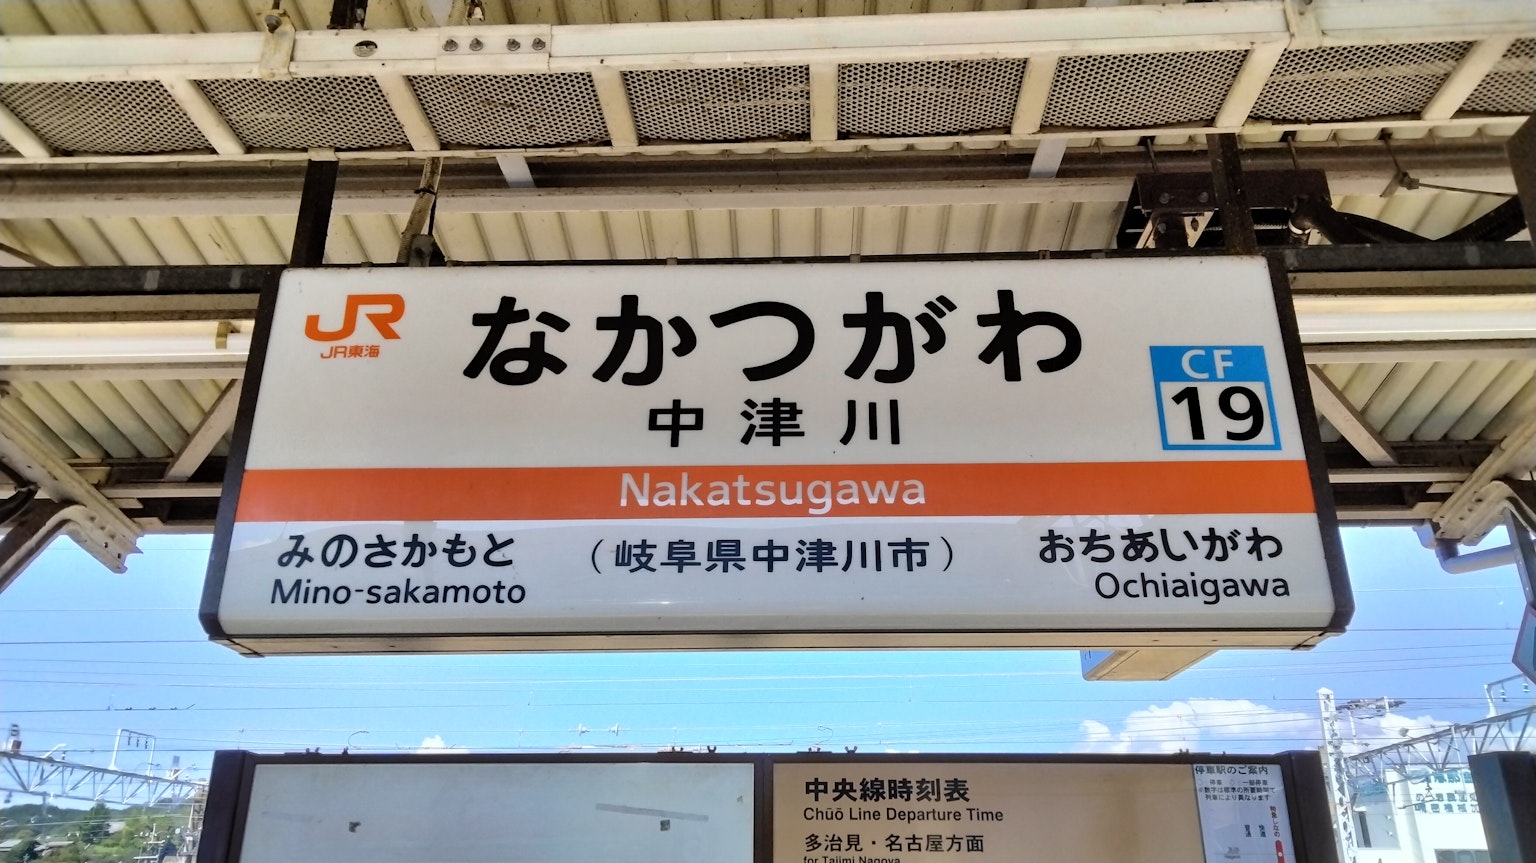 JR
JR東海
なかつがわ
中津川
CF
19
Nakatsugawa
みのさかもと
Mino-sakamoto
（岐阜県中津川市）
おちあいがわ
Ochiaigawa
中央線時刻表
Chūō Line Departure Time
多治見・名古屋方面
for Tajimi Nagoya
停車駅のご案内